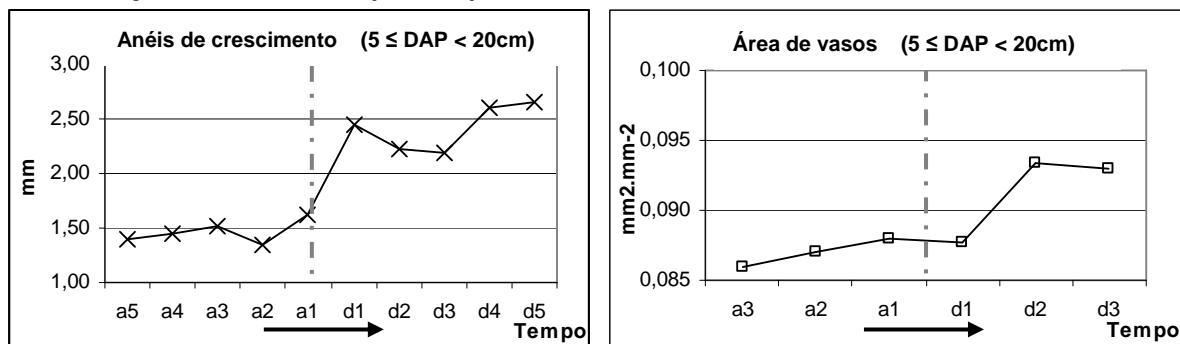 Anéis de crescimento (5 ≤ DAP < 20cm)
3,00
2,50
2,00
1,50
1,00
mm
a5 a4 a3 a2 a1 d1 d2 d3 d4 d5
Tempo
Área de vasos (5 ≤ DAP < 20cm)
0,100
0,095
0,090
0,085
mm2.mm-2
a3 a2 a1 d1 d2 d3
Tempo